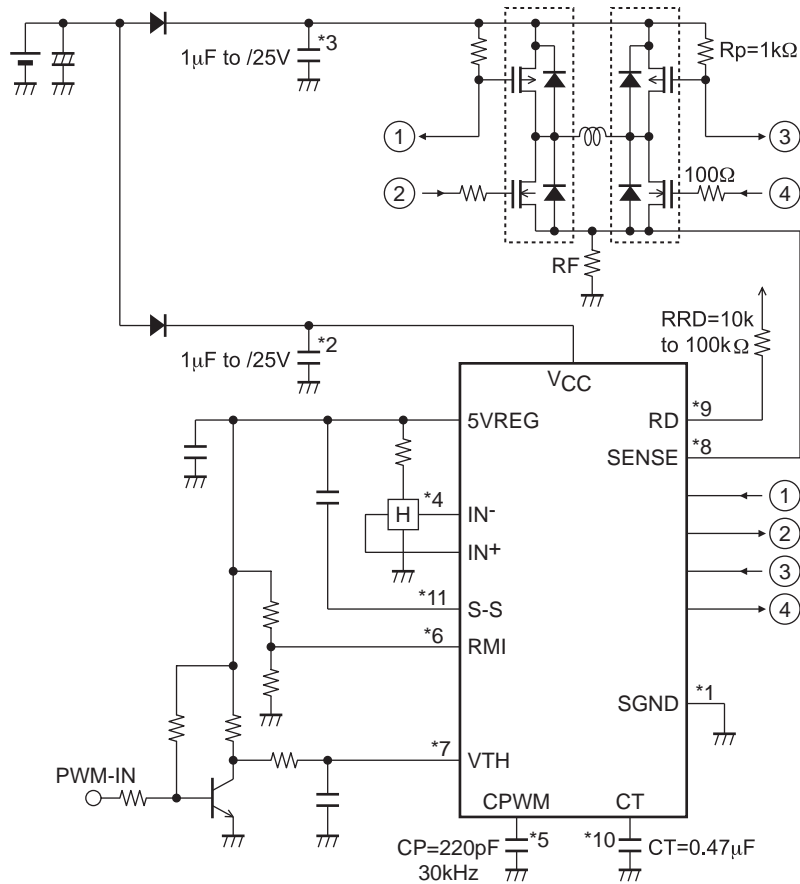 *3
1μF to /25V
Rp=1kΩ
1
3
2
100Ω
4
RF
RRD=10k
to 100kΩ
*2
1μF to /25V
VCC
5VREG
RD
*9
SENSE
*8
*4
H
IN-
IN+
1
2
3
4
*11
S-S
*6
RMI
SGND
*1
*7
VTH
PWM-IN
CPWM
CT
CP=220pF
30kHz
*5
*10
CT=0.47μF